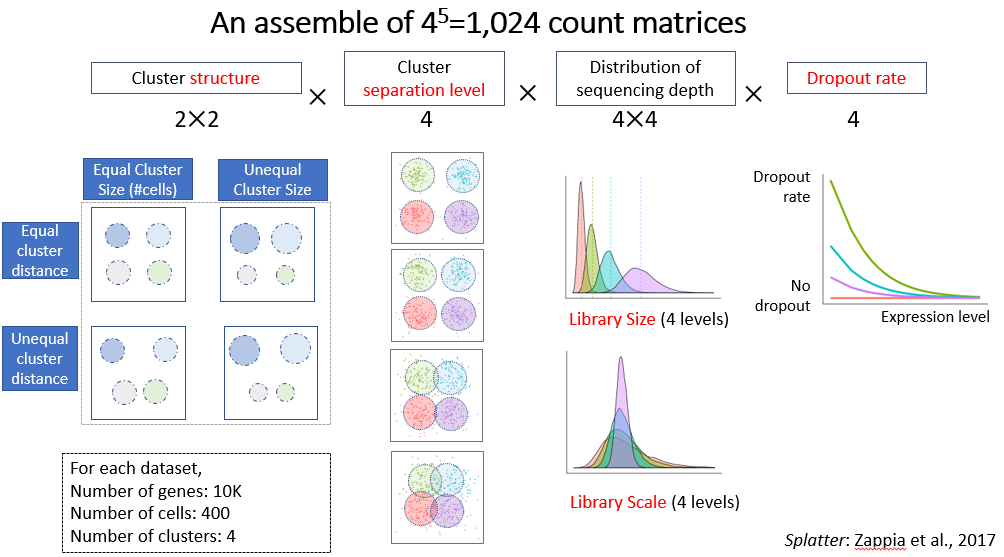 An assemble of 4⁵=1,024 count matrices
Cluster structure
×
Cluster
separation level
×
Distribution of
sequencing depth
×
Dropout rate
2×2
4
4×4
4
Equal Cluster
Size (#cells)
Unequal
Cluster Size
Equal
cluster
distance
Unequal
cluster
distance
For each dataset,
Number of genes: 10K
Number of cells: 400
Number of clusters: 4
Library Size (4 levels)
Library Scale (4 levels)
Dropout
rate
No
dropout
Expression level
Splatter: Zappia et al., 2017